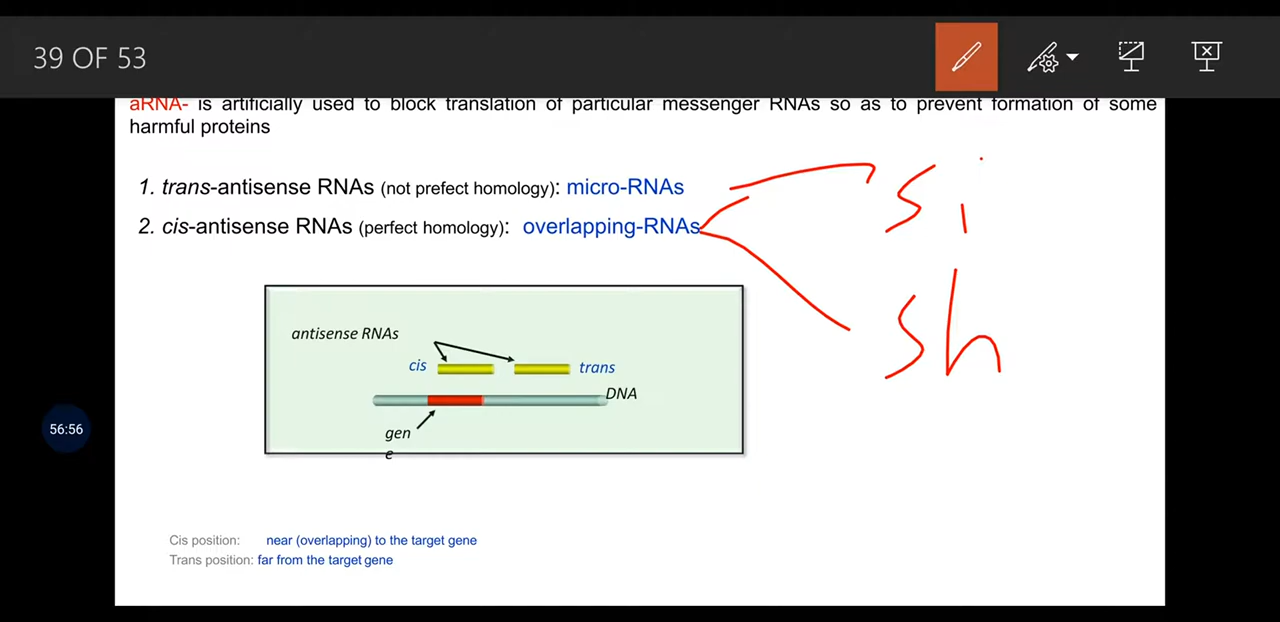 39 OF 53
aRNA- is artificially used to block translation of particular messenger RNAs so as to prevent formation of some
harmful proteins
1. trans-antisense RNAs (not prefect homology): micro-RNAs
2. cis-antisense RNAs (perfect homology): overlapping-RNAs
si
sh
antisense RNAs
cis
trans
DNA
gen
e
56:56
Cis position: near (overlapping) to the target gene
Trans position: far from the target gene